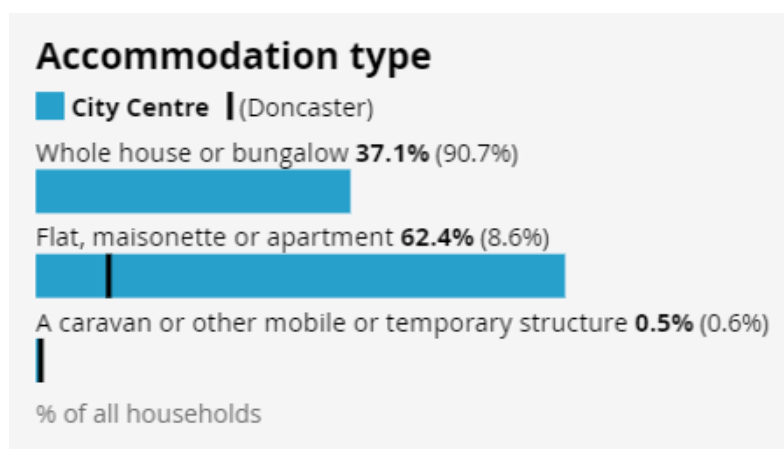 Accommodation type
City Centre (Doncaster)
Whole house or bungalow 37.1% (90.7%)
Flat, maisonette or apartment 62.4% (8.6%)
A caravan or other mobile or temporary structure 0.5% (0.6%)
% of all households